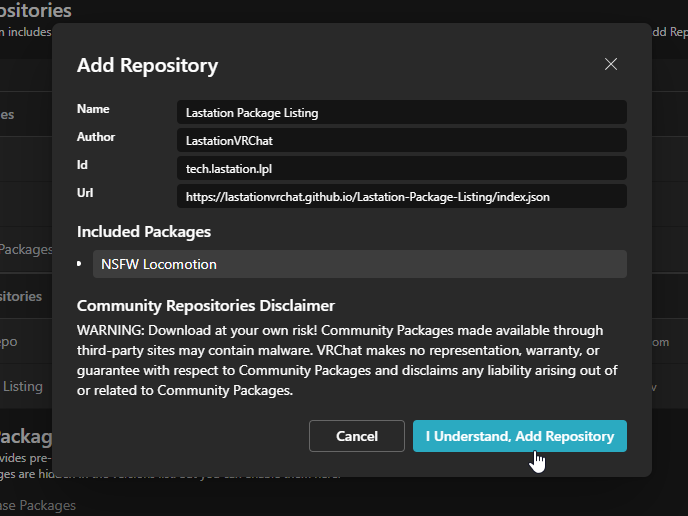 ositories
n includes
dd Rep
Add Repository
Name
Lastation Package Listing
Author
LastationVRChat
Id
tech.lastation.lpl
Url
https://lastationvrchat.github.io/Lastation-Package-Listing/index.json
es
Included Packages
NSFW Locomotion
Packages
sitories
Community Repositories Disclaimer
WARNING: Download at your own risk! Community Packages made available through
third-party sites may contain malware. VRChat makes no representation, warranty, or
guarantee with respect to Community Packages and disclaims any liability arising out of
or related to Community Packages.
epo
om
Listing
v
Cancel
I Understand, Add Repository
Packag
vides pre-
ges are hidden in the versions list but you can enable them here.
ase Packages